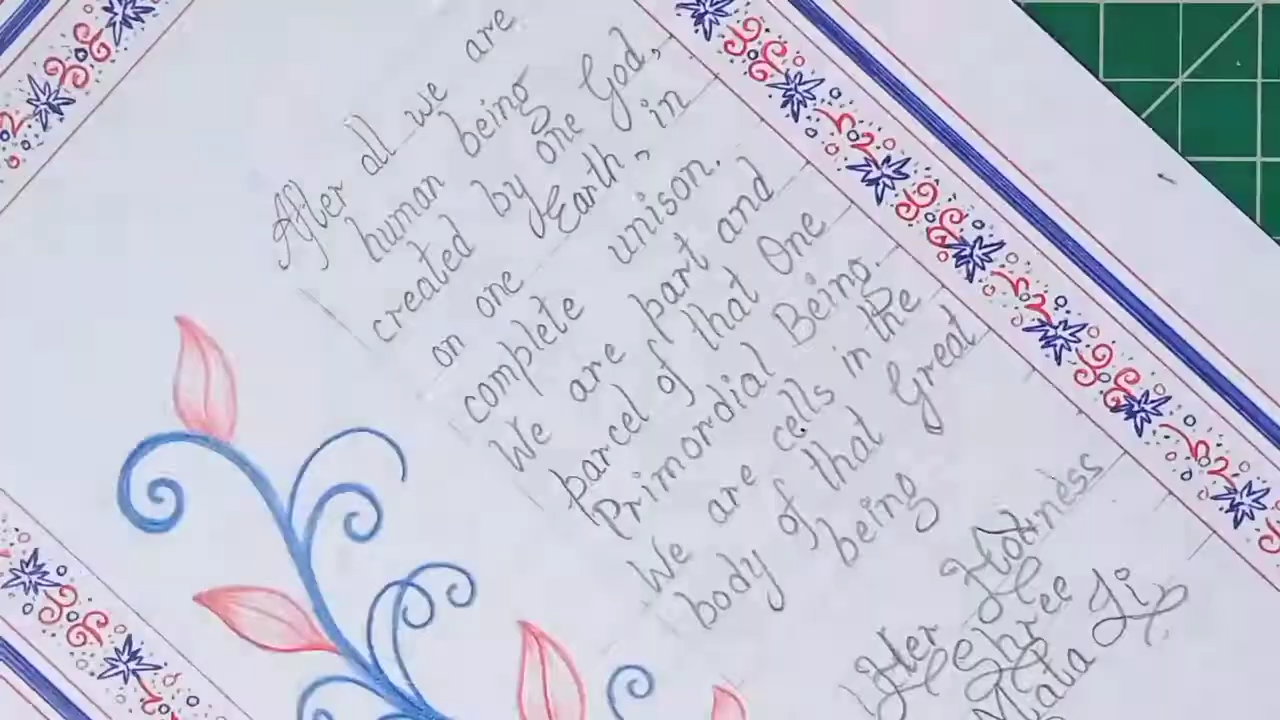 After all we are
human being
created by one God,
on one Earth, in
complete unison.
We are part and
parcel of that One
Primordial Being.
We are cells in the
body of that Great
being
Her Holiness
Shree
Mata Ji